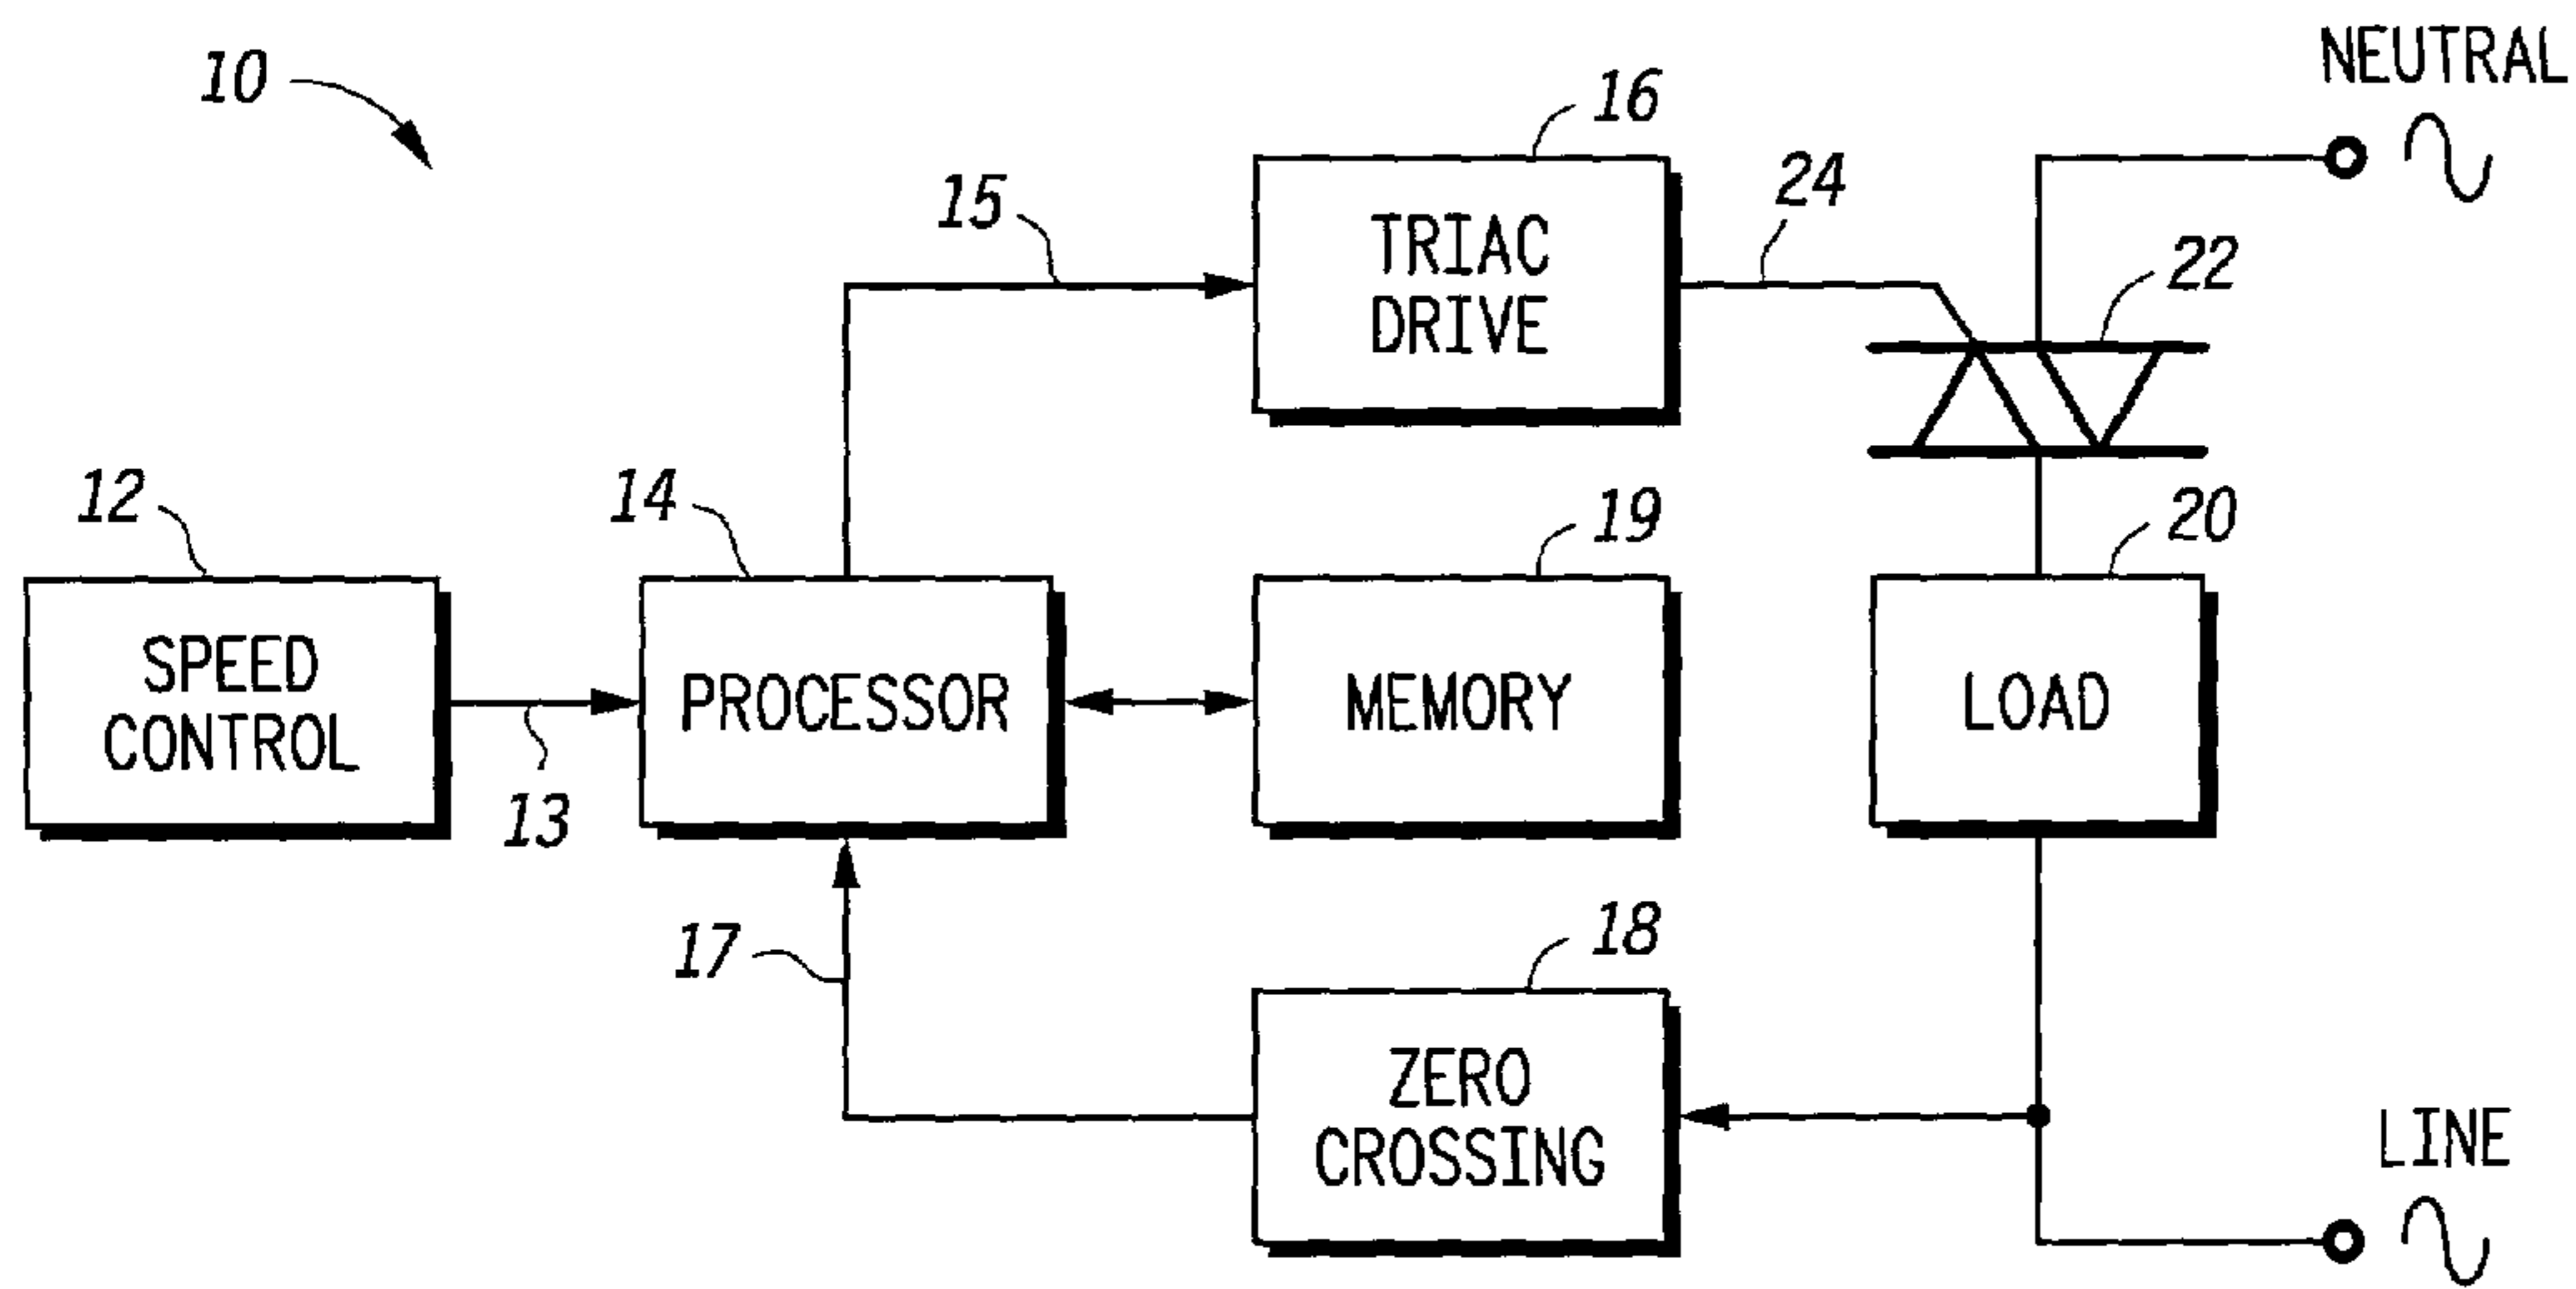 NEUTRAL
10
16
15
24
22
TRIAC
DRIVE
12
14
19
20
SPEED
CONTROL
PROCESSOR
MEMORY
LOAD
13
17
18
ZERO
CROSSING
LINE